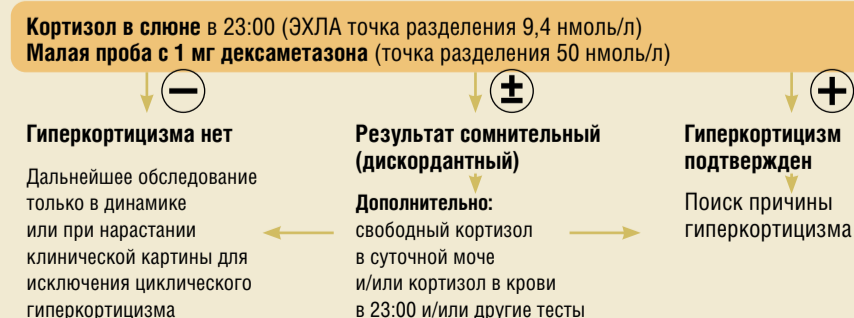 Кортизол в слюне в 23:00 (ЭХЛА точка разделения 9,4 нмоль/л)
Малая проба с 1 мг дексаметазона (точка разделения 50 нмоль/л)
−
±
+
Гиперкортицизма нет
Дальнейшее обследование
только в динамике
или при нарастании
клинической картины для
исключения циклического
гиперкортицизма
Результат сомнительный
(дискордантный)
Дополнительно:
свободный кортизол
в суточной моче
и/или кортизол в крови
в 23:00 и/или другие тесты
Гиперкортицизм
подтвержден
Поиск причины
гиперкортицизма